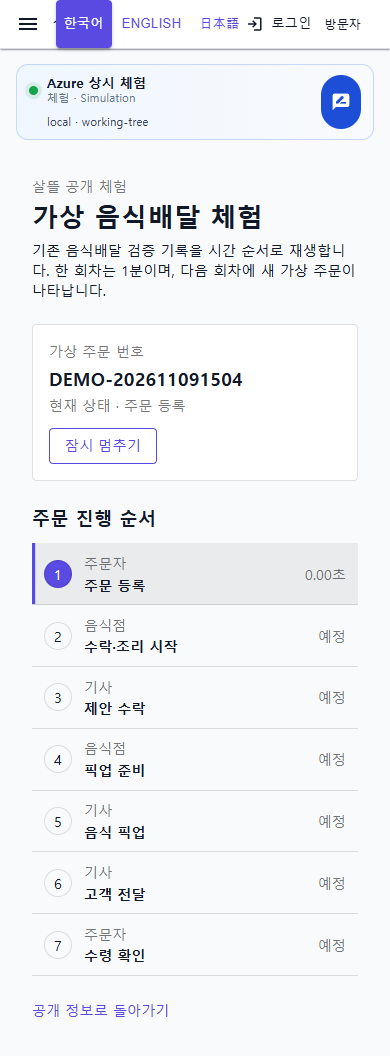 한국어 ENGLISH 日本語 로그인 방문자
Azure 상시 체험
체험 · Simulation
local · working-tree
살뜰 공개 체험
가상 음식배달 체험
기존 음식배달 검증 기록을 시간 순서로 재생합니
다. 한 회차는 1분이며, 다음 회차에 새 가상 주문이
나타납니다.
가상 주문 번호
DEMO-202611091504
현재 상태 · 주문 등록
잠시 멈추기
주문 진행 순서
주문자
1 주문 등록 0.00초
음식점
2 수락·조리 시작 예정
기사
3 제안 수락 예정
음식점
4 픽업 준비 예정
기사
5 음식 픽업 예정
기사
6 고객 전달 예정
주문자
7 수령 확인 예정
공개 정보로 돌아가기